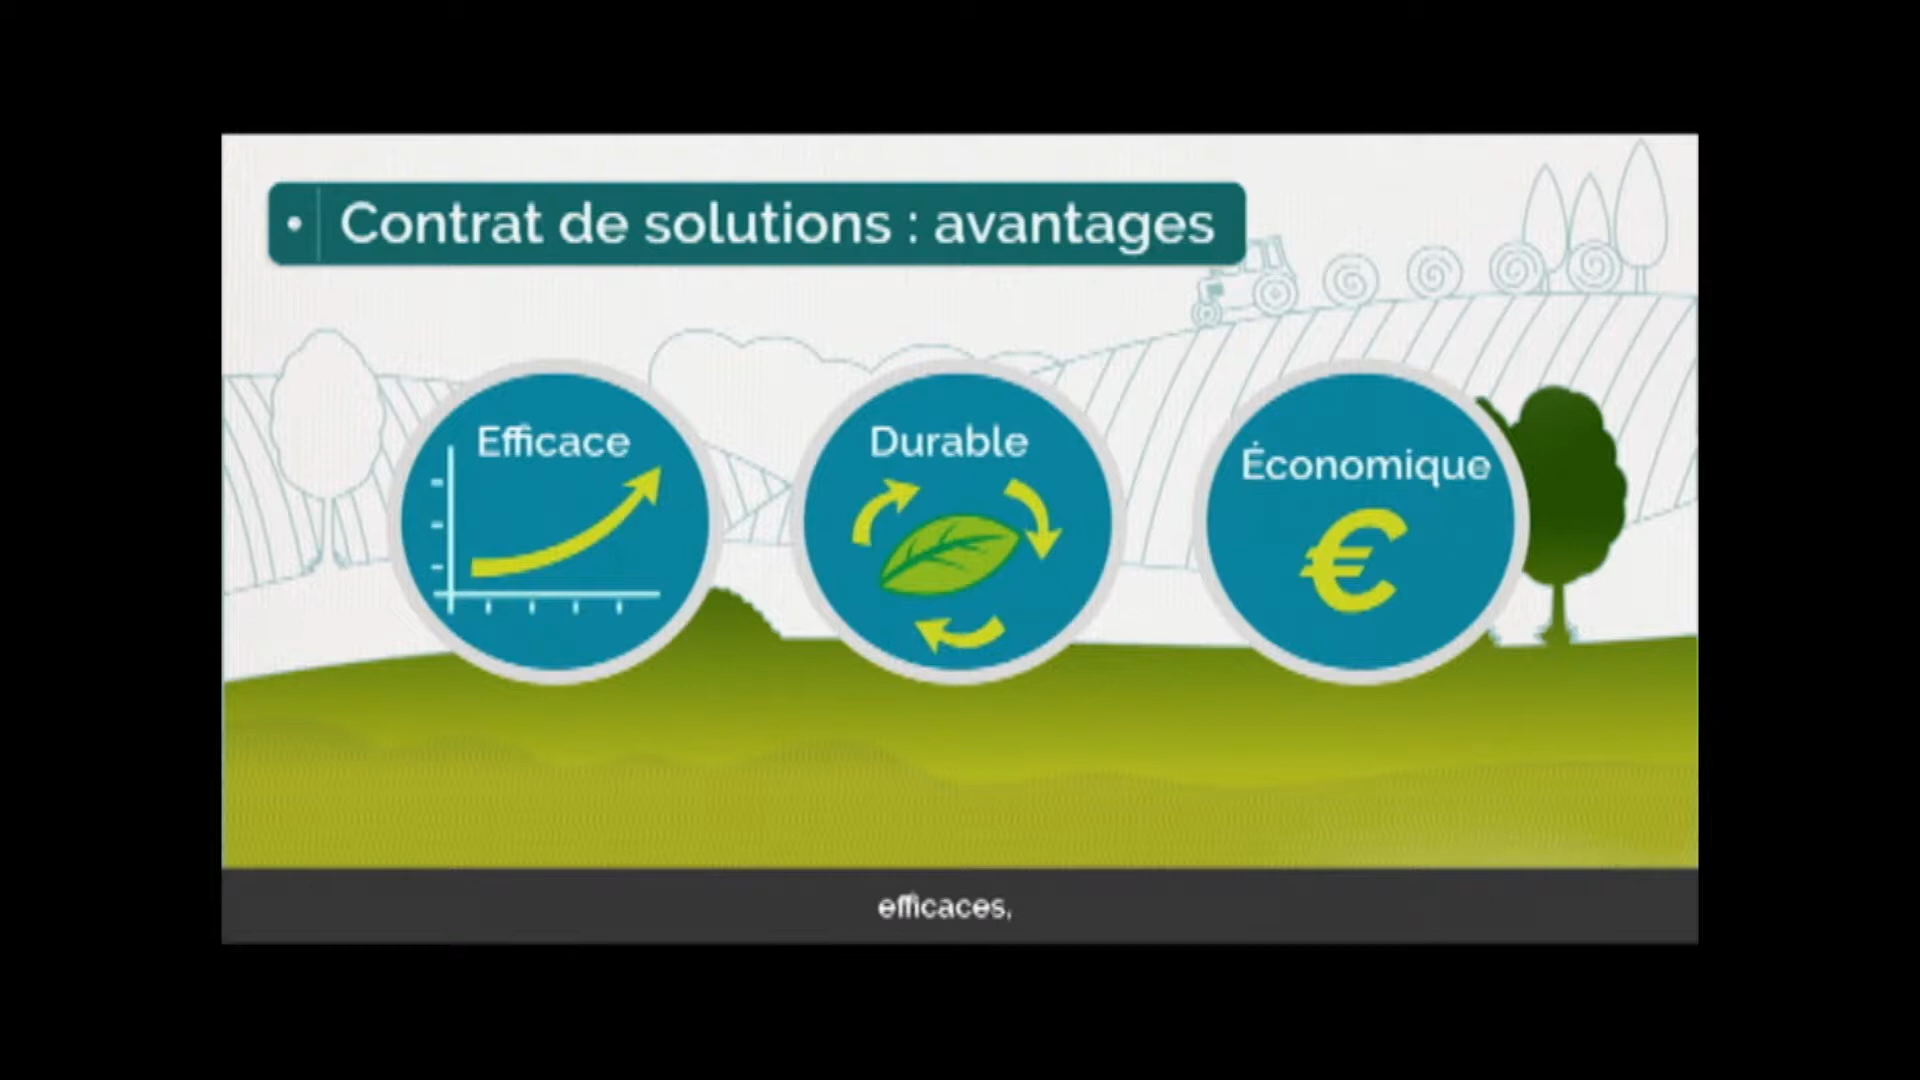 • Contrat de solutions : avantages
Efficace
Durable
Économique
€
efficaces,